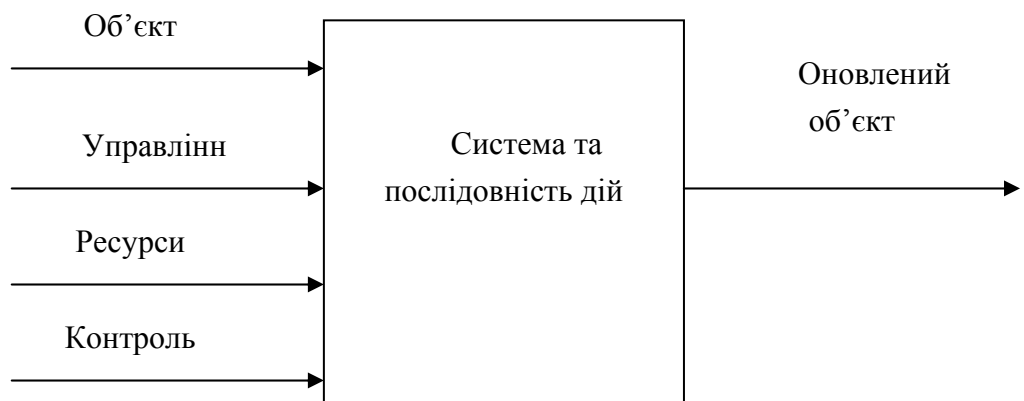 Об’єкт
Управлінн
Ресурси
Контроль
Система та
послідовність дій
Оновлений
об’єкт